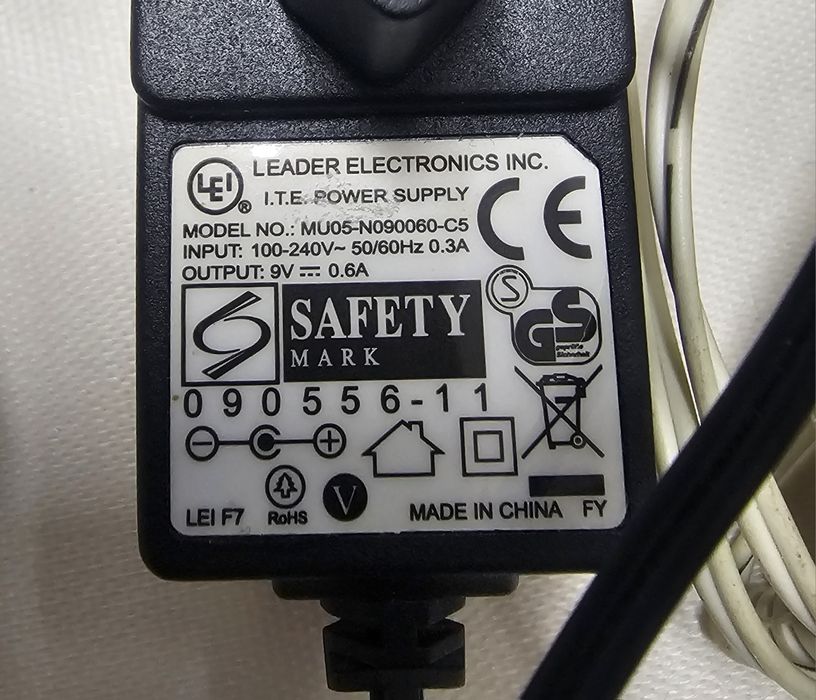 LEI ®
LEADER ELECTRONICS INC.
I.T.E. POWER SUPPLY
MODEL NO.: MU05-N090060-C5
INPUT: 100-240V~ 50/60Hz 0.3A
OUTPUT: 9V ⎓ 0.6A
CE
SAFETY
MARK
S
GS
090556-11
LEI F7
RoHS
V
MADE IN CHINA FY